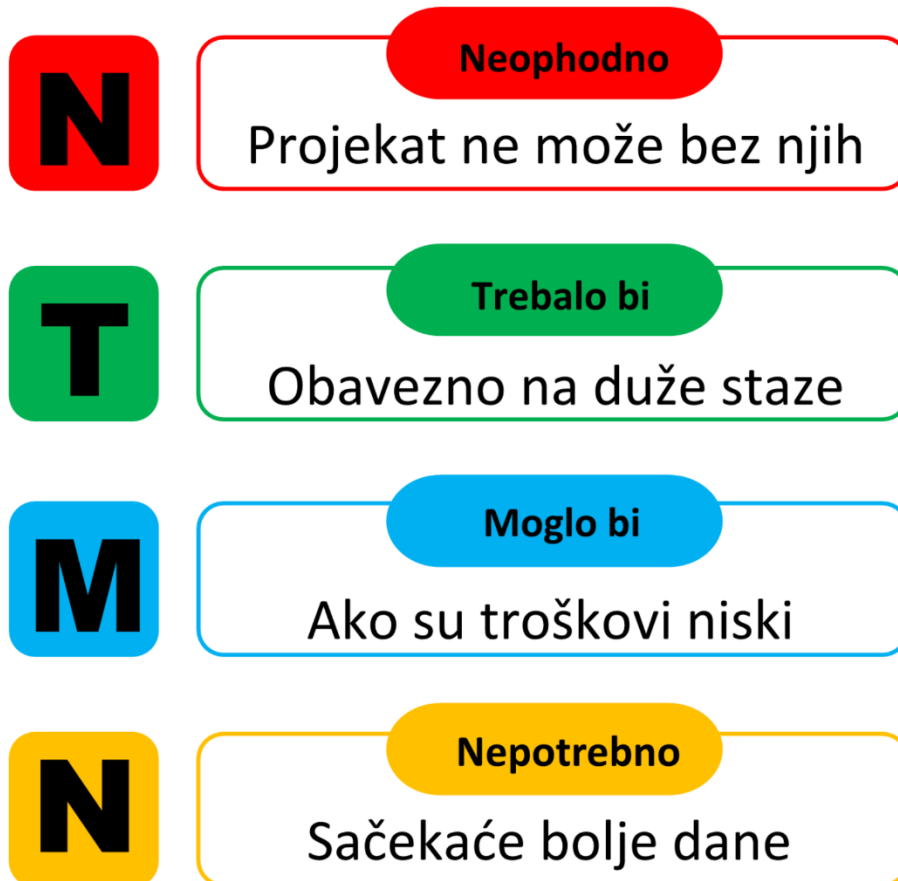 N
Neophodno
Projekat ne može bez njih
T
Trebalo bi
Obavezno na duže staze
M
Moglo bi
Ako su troškovi niski
N
Nepotrebno
Sačekaće bolje dane